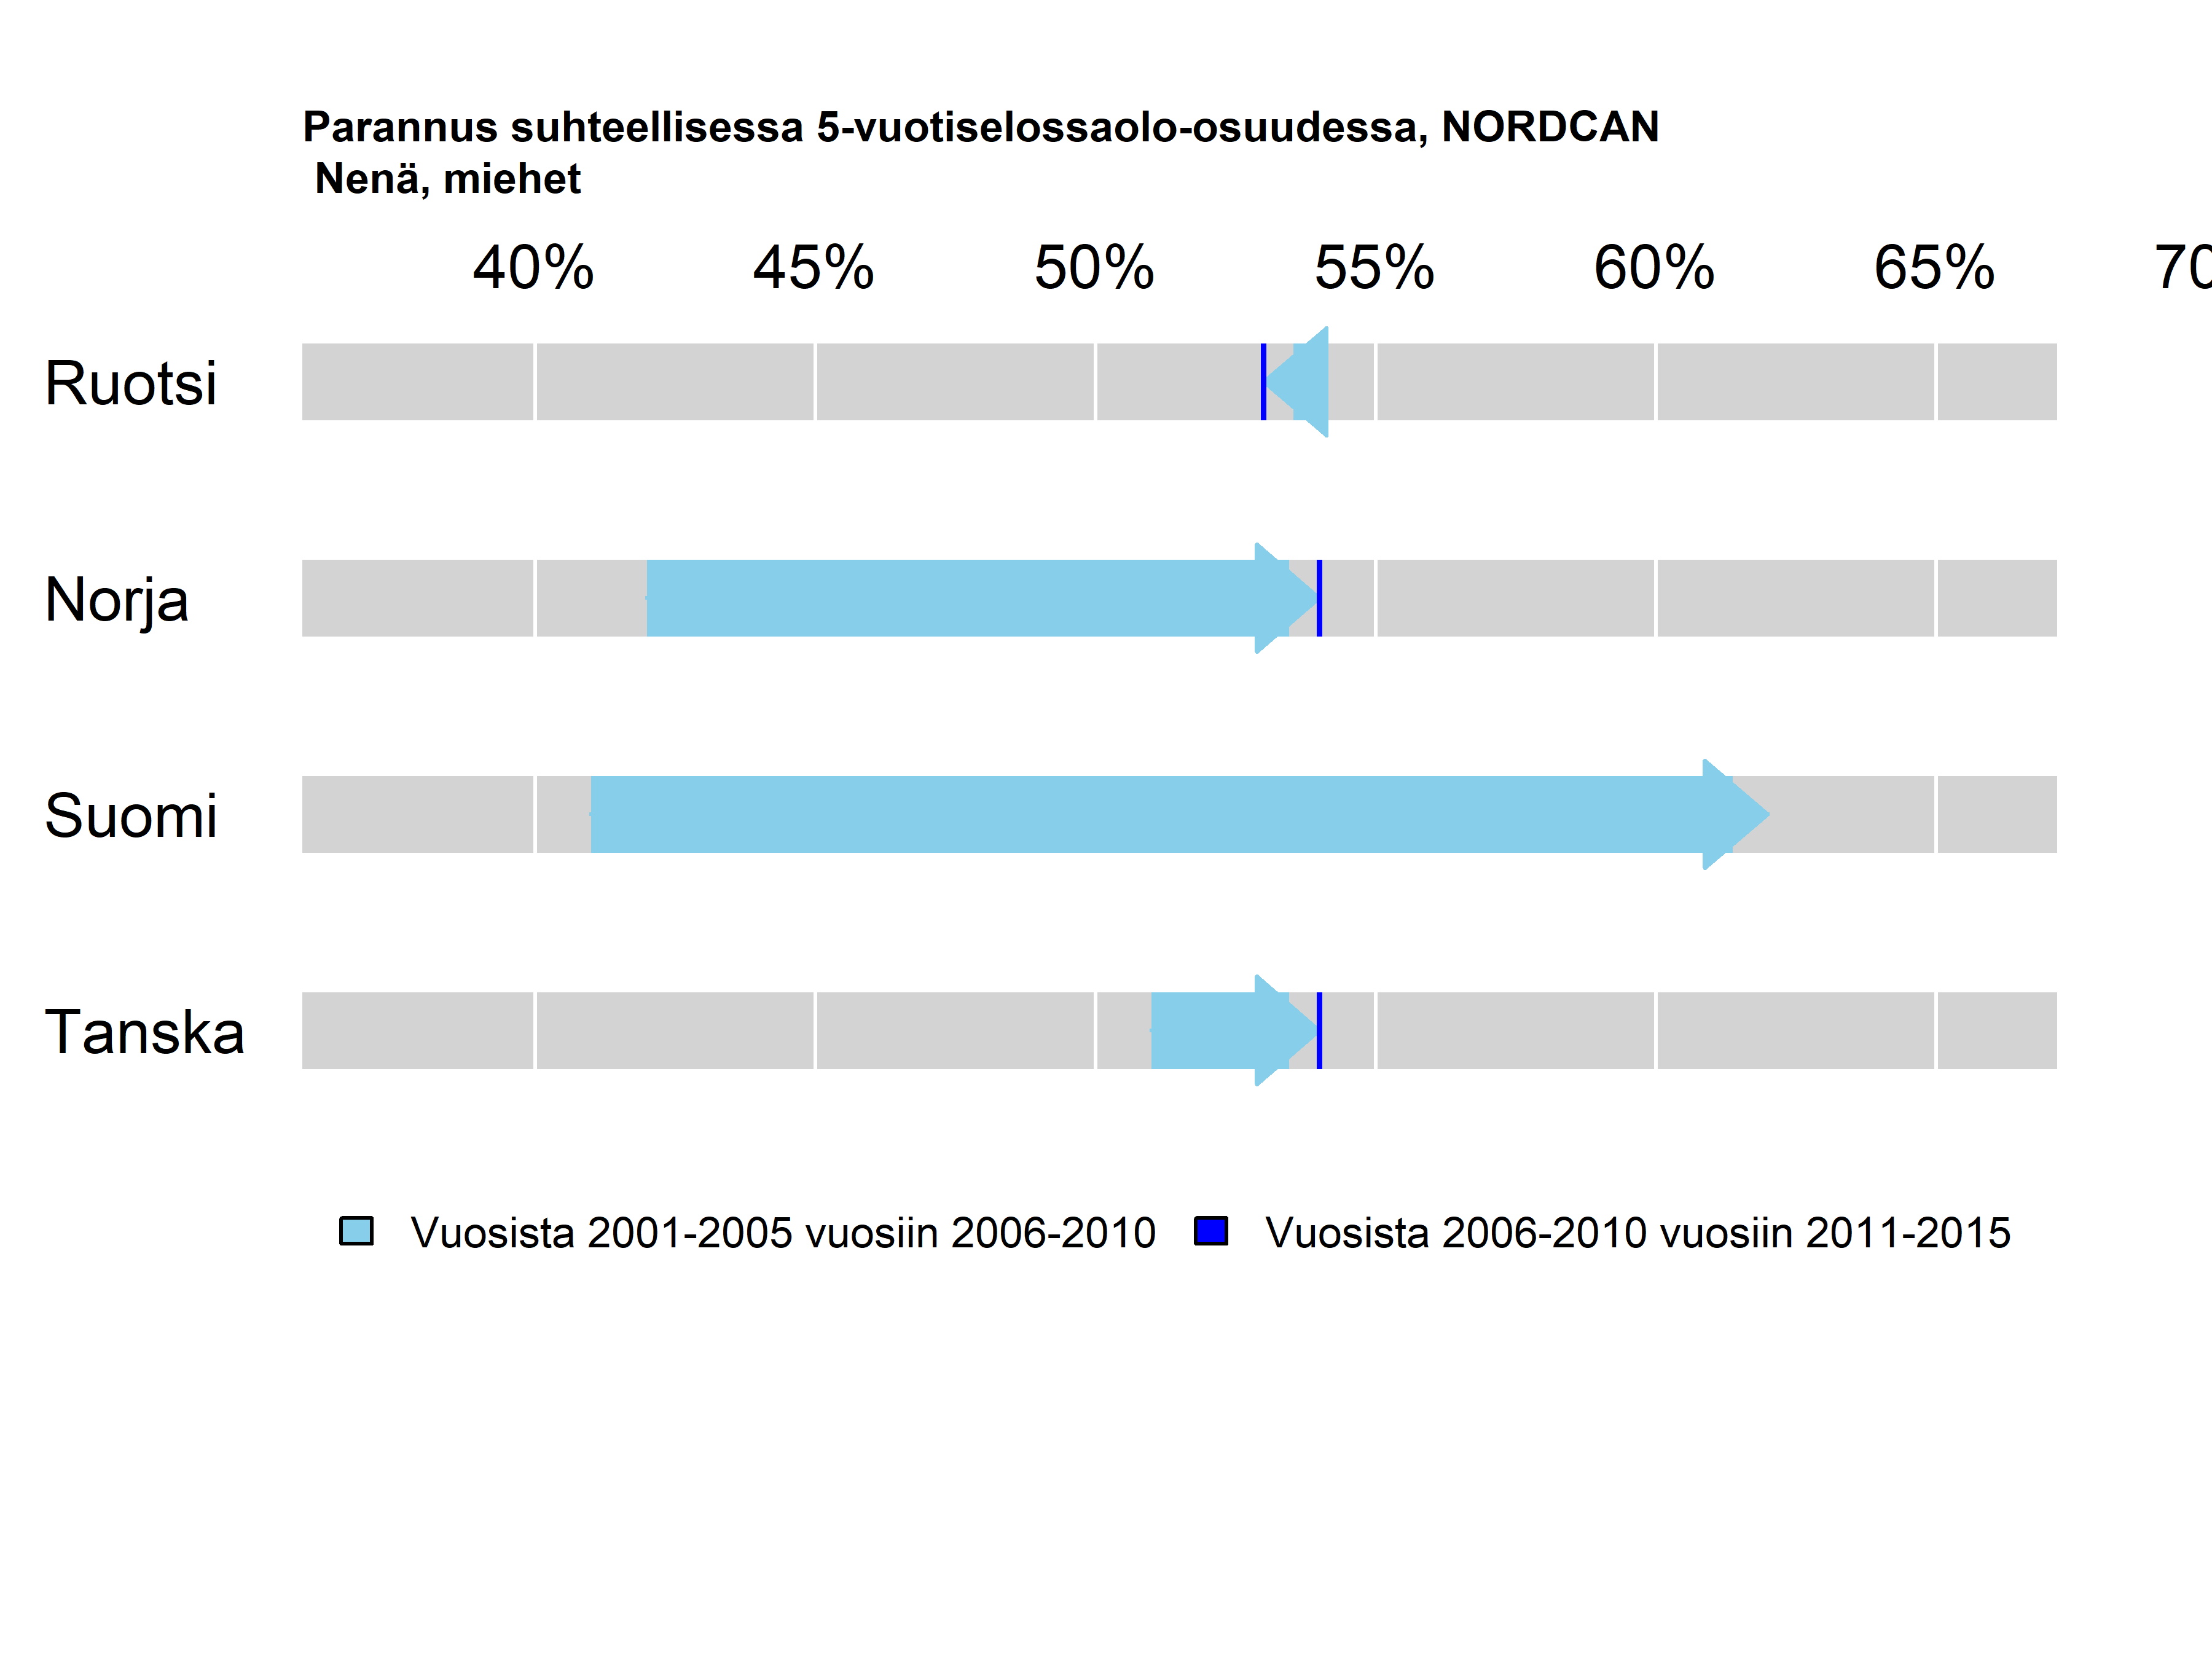 Parannus suhteellisessa 5-vuotiselossaolo-osuudessa, NORDCAN
Nenä, miehet
40% 45% 50% 55% 60% 65% 70
Ruotsi
Norja
Suomi
Tanska
Vuosista 2001-2005 vuosiin 2006-2010 Vuosista 2006-2010 vuosiin 2011-2015